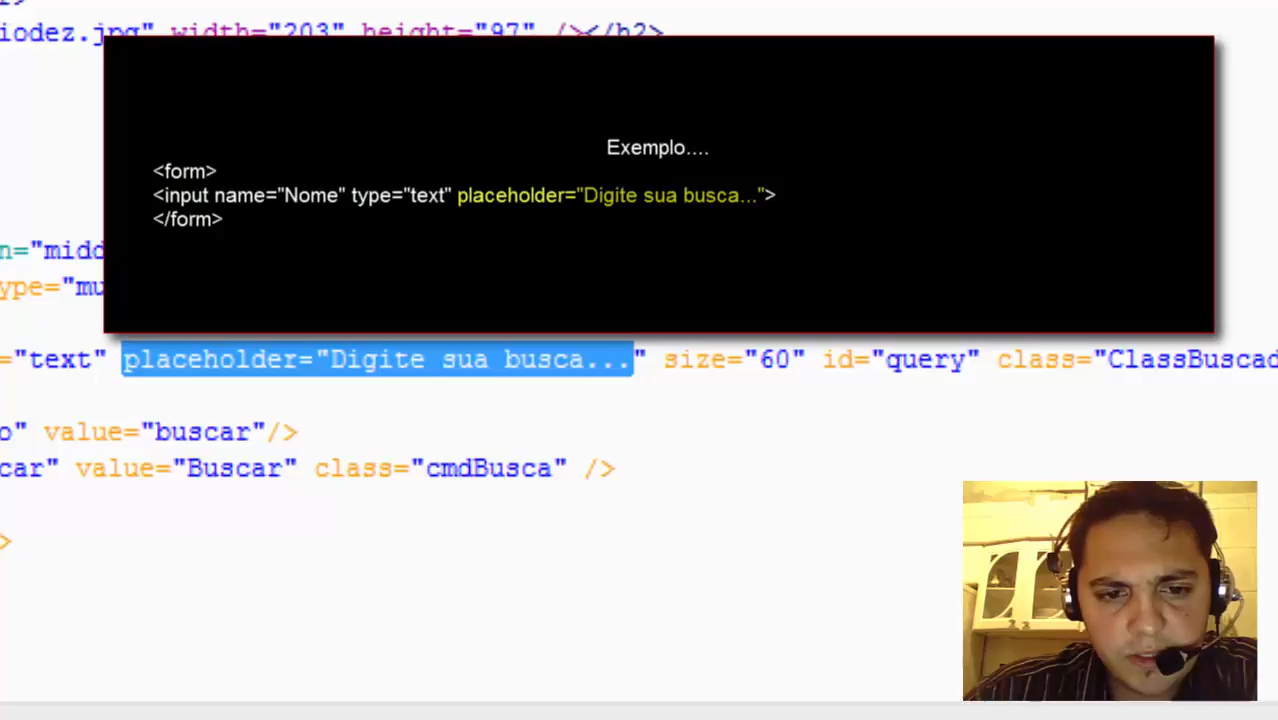 iodez.jpg" width="203" height="97" /></h2>
Exemplo....
<form>
<input name="Nome" type="text" placeholder="Digite sua busca...">
</form>
n="midd
ype="mu
="text" placeholder="Digite sua busca..." size="60" id="query" class="ClassBuscad
o" value="buscar"/>
car" value="Buscar" class="cmdBusca" />
>